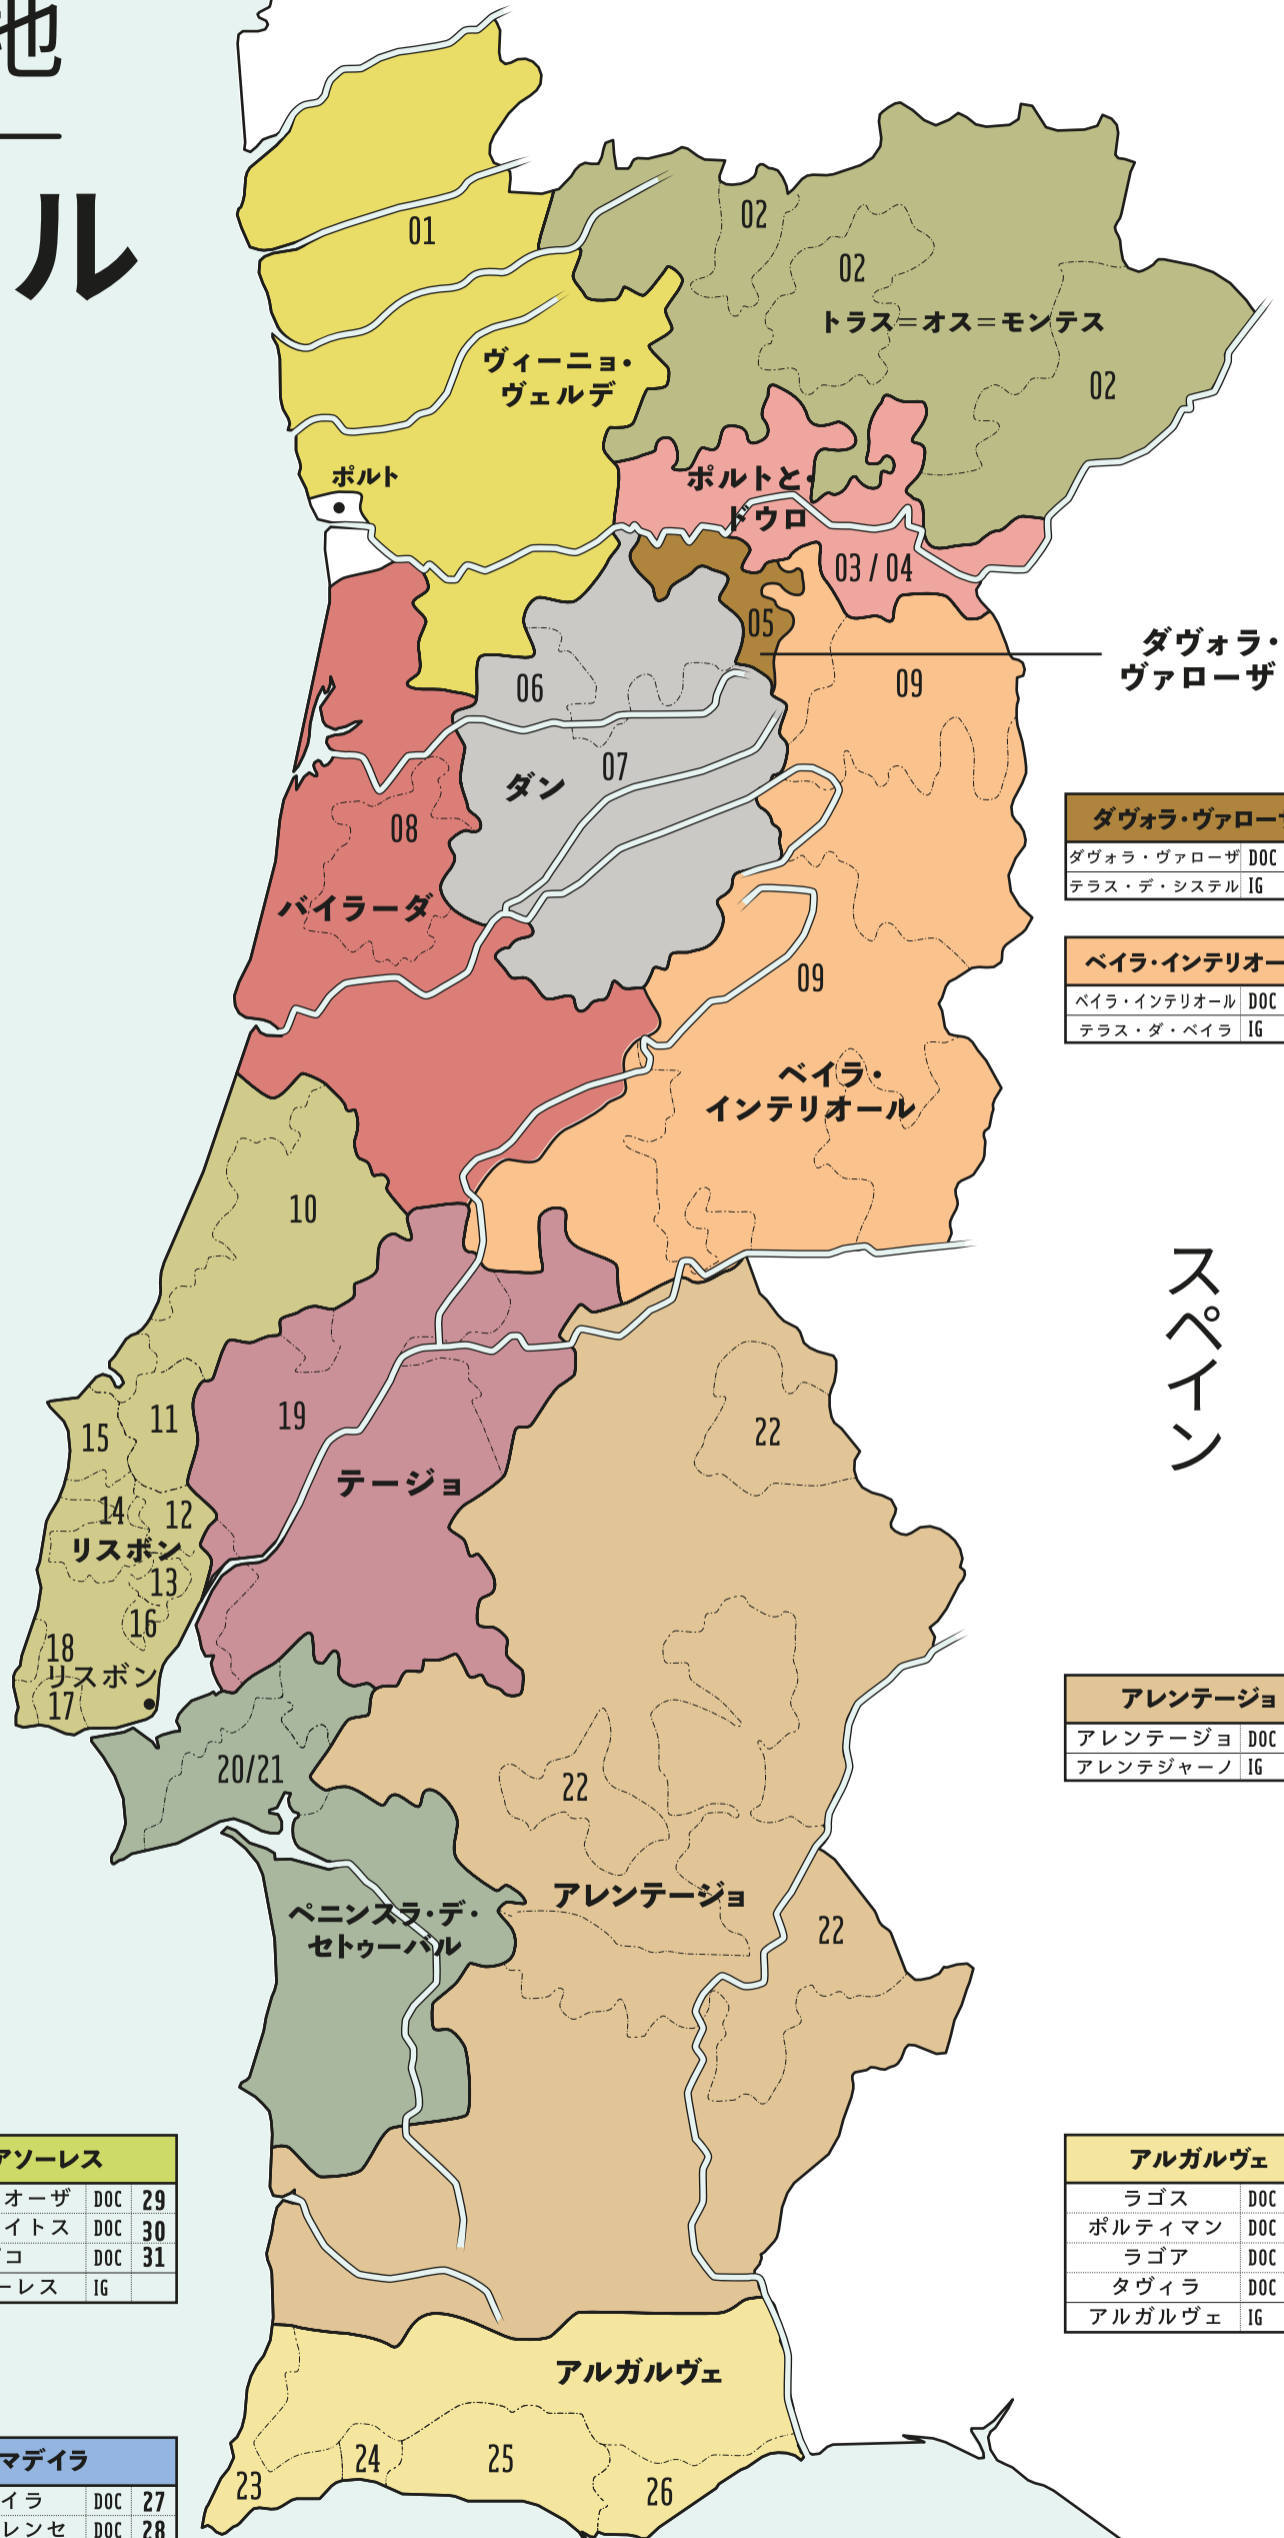 地
ル
01
02
02
トラス=オス=モンテス
02
ヴィーニョ・
ヴェルデ
ポルト
ポルトと・
ドウロ
03 / 04
05
ダヴォラ・
ヴァローザ
06
09
07
ダン
08
バイラーダ
ダヴォラ・ヴァロー
ダヴォラ・ヴァローザ DOC
テラス・デ・システル IG
09
ベイラ・インテリオー
ベイラ・インテリオール DOC
テラス・ダ・ベイラ IG
ベイラ・
インテリオール
10
スペイン
19
テージョ
22
15
11
14
12
リスボン
13
16
18
リスボン
17
アレンテージョ
アレンテージョ DOC
アレンテジャーノ IG
20/21
22
アレンテージョ
ペニンスラ・デ・
セトゥーバル
22
アソーレス
オーザ DOC 29
イトス DOC 30
コ DOC 31
ーレス IG
アルガルヴェ
ラゴス DOC
ポルティマン DOC
ラゴア DOC
タヴィラ DOC
アルガルヴェ IG
アルガルヴェ
マデイラ
イラ DOC 27
レンセ DOC 28
23
24
25
26